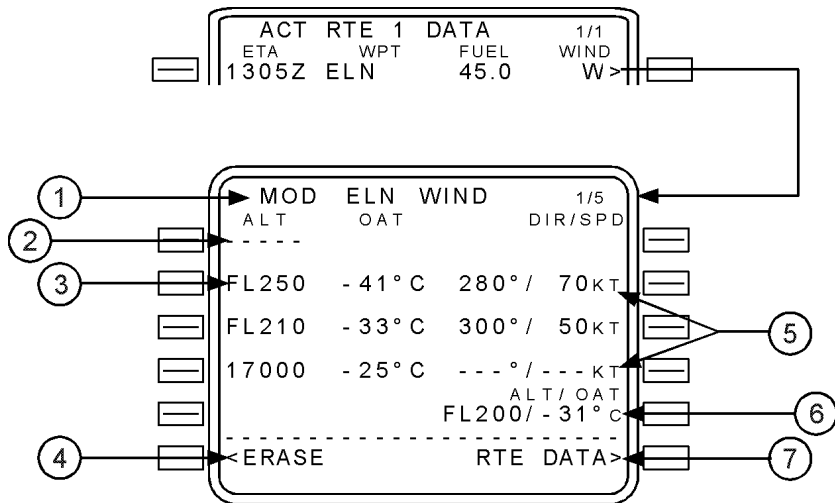 ACT RTE 1 DATA 1/1
ETA WPT FUEL WIND
1305Z ELN 45.0 W>
1 MOD ELN WIND 1/5
ALT OAT DIR/SPD
2 -----
3 FL250 -41°C 280°/ 70KT
FL210 -33°C 300°/ 50KT
5
17000 -25°C ---°/---KT
ALT/OAT
FL200/-31°C 6
4 <ERASE RTE DATA> 7